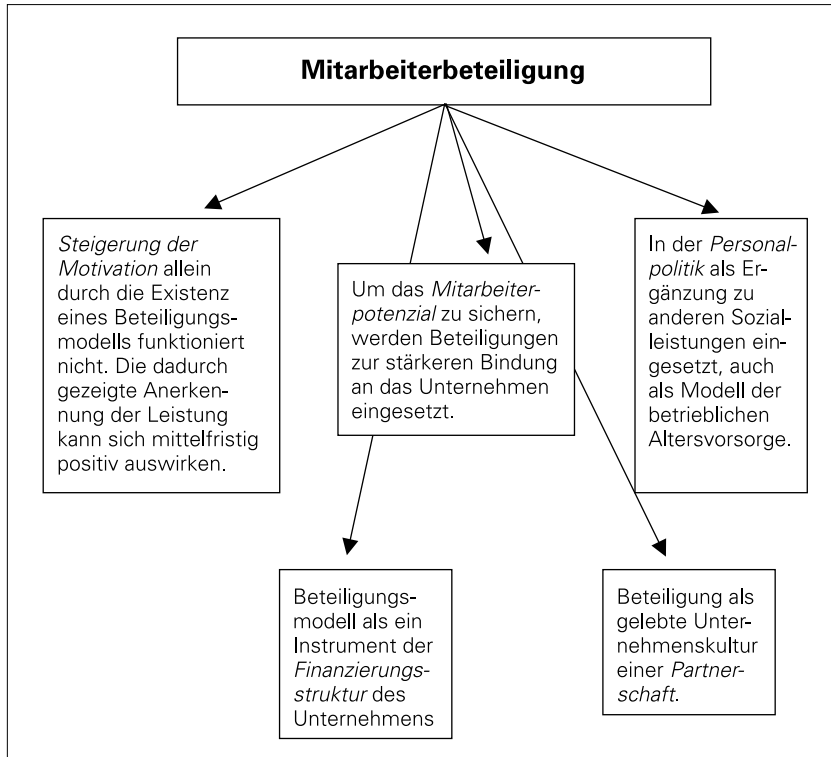 Mitarbeiterbeteiligung
Steigerung der
Motivation allein
durch die Existenz
eines Beteiligungs-
modells funktioniert
nicht. Die dadurch
gezeigte Anerken-
nung der Leistung
kann sich mittelfristig
positiv auswirken.
Um das Mitarbeiter-
potenzial zu sichern,
werden Beteiligungen
zur stärkeren Bindung
an das Unternehmen
eingesetzt.
In der Personal-
politik als Er-
gänzung zu
anderen Sozial-
leistungen ein-
gesetzt, auch
als Modell der
betrieblichen
Altersvorsorge.
Beteiligungs-
modell als ein
Instrument der
Finanzierungs-
struktur des
Unternehmens
Beteiligung als
gelebte Unter-
nehmenskultur
einer Partner-
schaft.